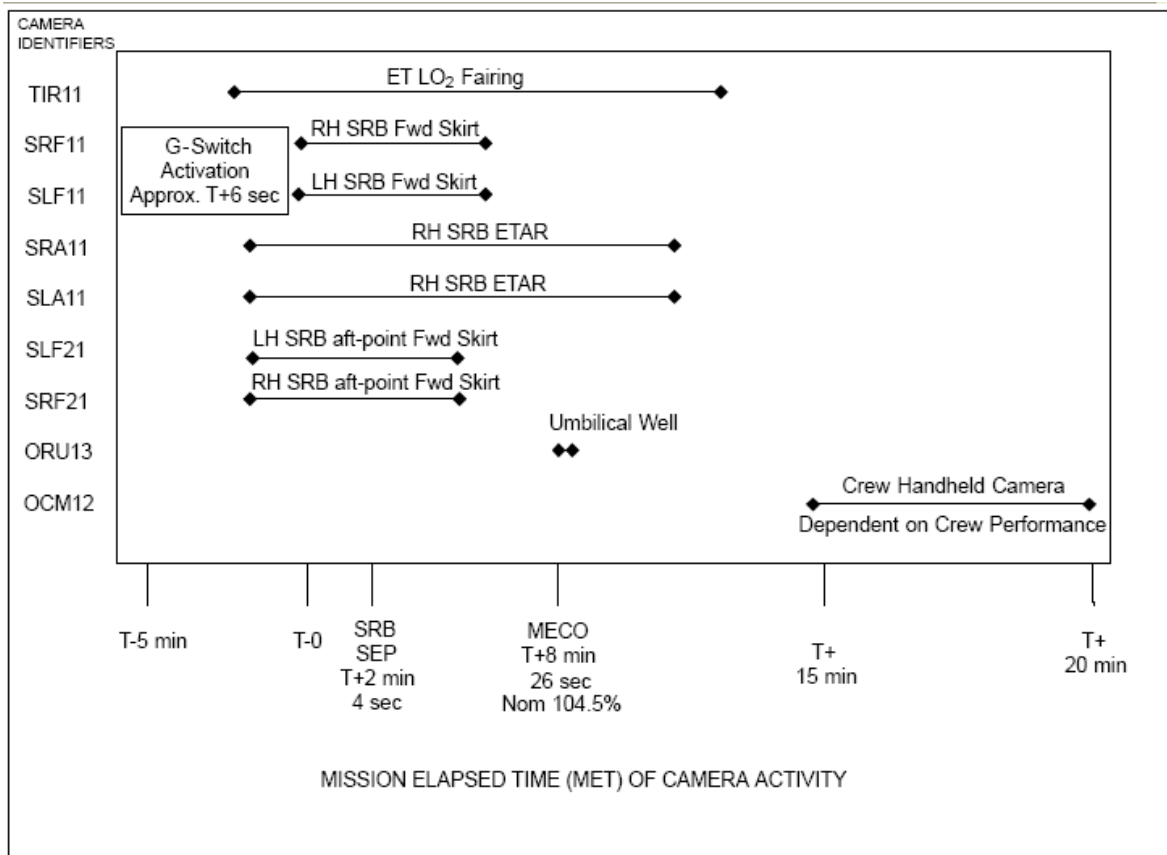 CAMERA
IDENTIFIERS
TIR11
ET LO₂ Fairing
SRF11
RH SRB Fwd Skirt
G-Switch
Activation
Approx. T+6 sec
SLF11
LH SRB Fwd Skirt
SRA11
RH SRB ETAR
SLA11
RH SRB ETAR
SLF21
LH SRB aft-point Fwd Skirt
SRF21
RH SRB aft-point Fwd Skirt
ORU13
Umbilical Well
OCM12
Crew Handheld Camera
Dependent on Crew Performance
T-5 min
T-0
SRB
SEP
T+2 min
4 sec
MECO
T+8 min
26 sec
Nom 104.5%
T+
15 min
T+
20 min
MISSION ELAPSED TIME (MET) OF CAMERA ACTIVITY